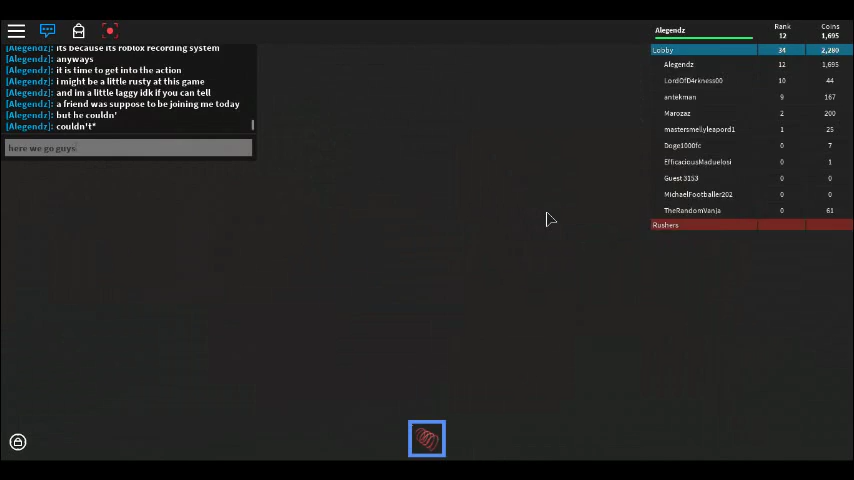 Alegendz Rank Coins
12 1,695
[Alegendz]: its because its roblox recording system
[Alegendz]: anyways
[Alegendz]: it is time to get into the action
[Alegendz]: i might be a little rusty at this game
[Alegendz]: and im a little laggy idk if you can tell
[Alegendz]: a friend was suppose to be joining me today
[Alegendz]: but he couldn'
[Alegendz]: couldn't*
here we go guys
Lobby 34 2,280
Alegendz 12 1,695
LordOfD4rkness00 10 44
antekman 9 167
Marozaz 2 200
mastersmellyleapord1 1 25
Doge1000fc 0 7
EfficaciousMaduelosi 0 1
Guest 3153 0 0
MichaelFootballer202 0 0
TheRandomVanja 0 61
Rushers